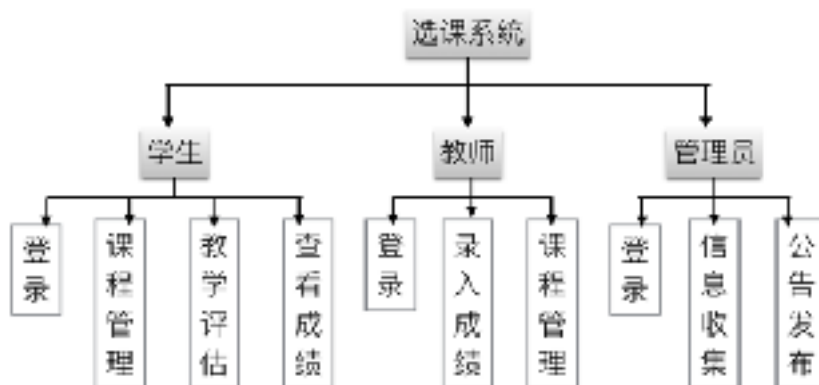 选课系统
学生
教师
管理员
登录
课程管理
教学评估
查看成绩
登录
录入成绩
课程管理
登录
信息收集
公告发布